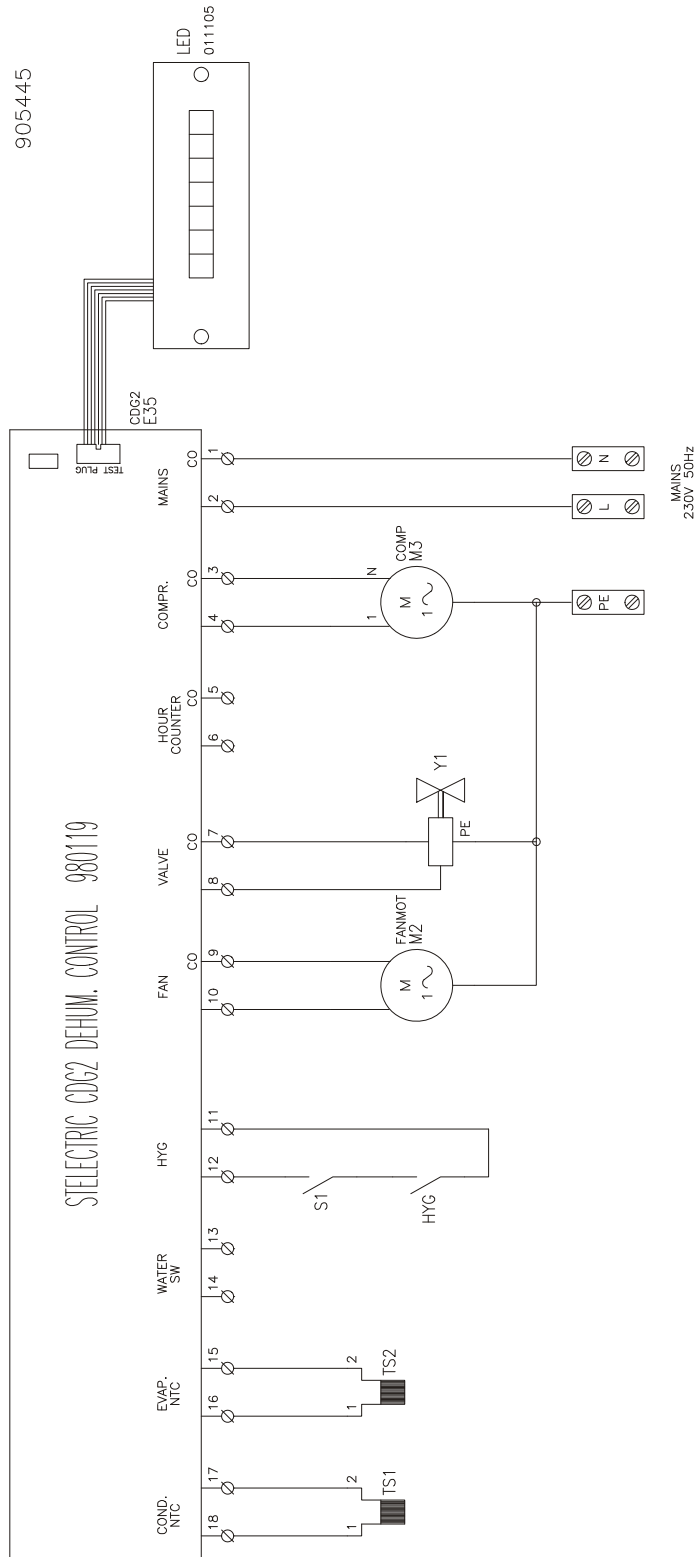 905445
LED
011105
CDG2
E35
TEST PLUG
STELECTRIC CDG2 DEHUM. CONTROL 980119
COND.
NTC
EVAP.
NTC
WATER
SW
HYG
FAN
CO
VALVE
CO
HOUR
COUNTER
CO
COMPR.
CO
MAINS
CO
18
17
16
15
14
13
12
11
10
9
8
7
6
5
4
3
2
1
1
2
TS1
1
2
TS2
S1
HYG
FANMOT
M2
M
1~
Y1
PE
1
N
COMP
M3
M
1~
PE
L
N
MAINS
230V 50Hz